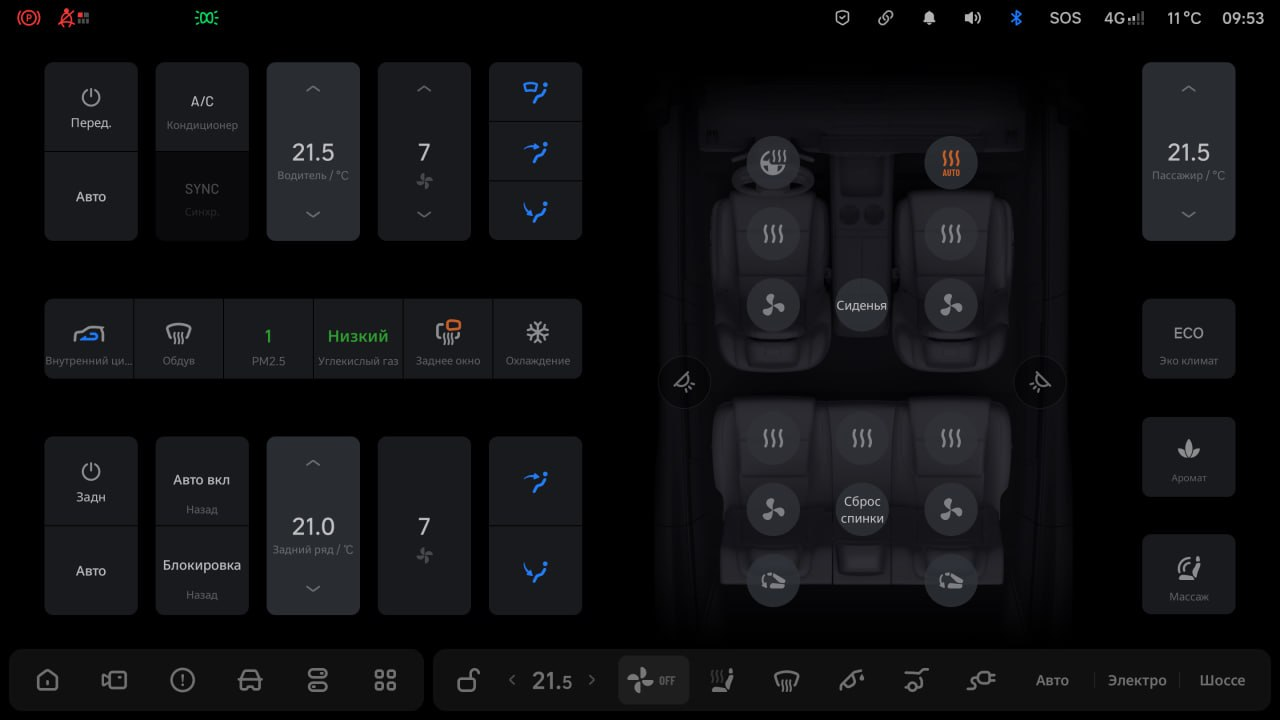 SOS 4G 11°C 09:53
Перед.
Авто
A/C
Кондиционер
SYNC
Синхр.
21.5
Водитель / °C
7
AUTO
Сиденья
21.5
Пассажир / °C
Внутренний ци...
Обдув
1
PM2.5
Низкий
Углекислый газ
Заднее окно
Охлаждение
ECO
Эко климат
Аромат
Массаж
Задн
Авто
Авто вкл
Назад
Блокировка
Назад
21.0
Задний ряд / °C
7
Сброс
спинки
21.5
OFF
Авто
Электро
Шоссе